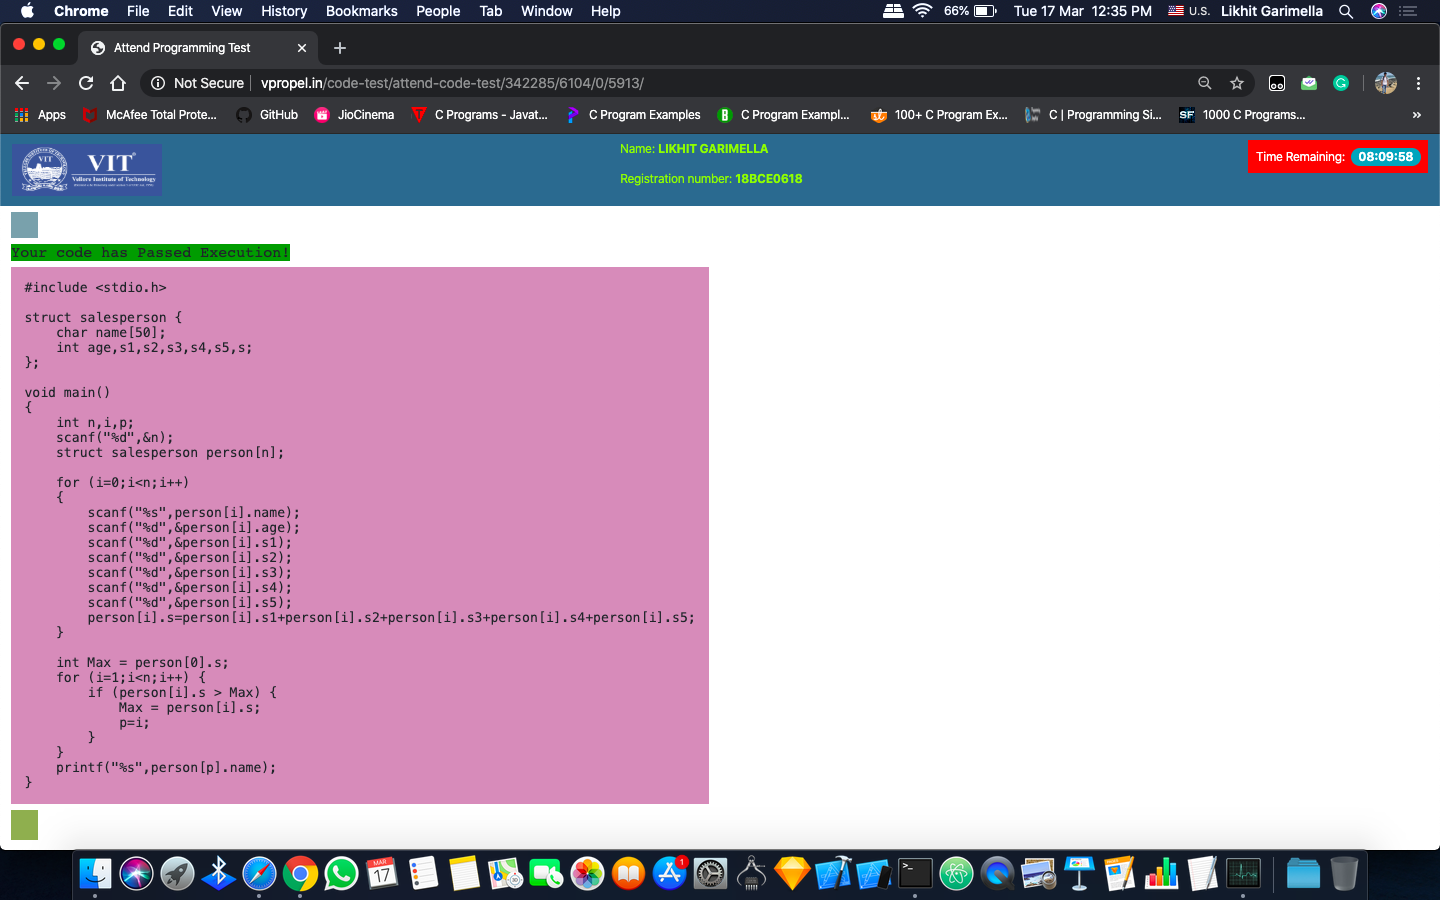 Chrome File Edit View History Bookmarks People Tab Window Help 66% Tue 17 Mar 12:35 PM U.S. Likhit Garimella
Attend Programming Test
Not Secure vpropel.in/code-test/attend-code-test/342285/6104/0/5913/
Apps McAfee Total Prote... GitHub JioCinema C Programs - Javat... C Program Examples C Program Exampl... 100+ C Program Ex... C | Programming Si... 1000 C Programs... »
VIT
VIT
Vellore Institute of Technology
Name: LIKHIT GARIMELLA
Registration number: 18BCE0618
Time Remaining: 08:09:58
Your code has Passed Execution!
#include <stdio.h>
struct salesperson {
    char name[50];
    int age,s1,s2,s3,s4,s5,s;
};
void main()
{
    int n,i,p;
    scanf("%d",&n);
    struct salesperson person[n];
    for (i=0;i<n;i++)
    {
        scanf("%s",person[i].name);
        scanf("%d",&person[i].age);
        scanf("%d",&person[i].s1);
        scanf("%d",&person[i].s2);
        scanf("%d",&person[i].s3);
        scanf("%d",&person[i].s4);
        scanf("%d",&person[i].s5);
        person[i].s=person[i].s1+person[i].s2+person[i].s3+person[i].s4+person[i].s5;
    }
    int Max = person[0].s;
    for (i=1;i<n;i++) {
        if (person[i].s > Max) {
            Max = person[i].s;
            p=i;
        }
    }
    printf("%s",person[p].name);
}
MAR
17
1